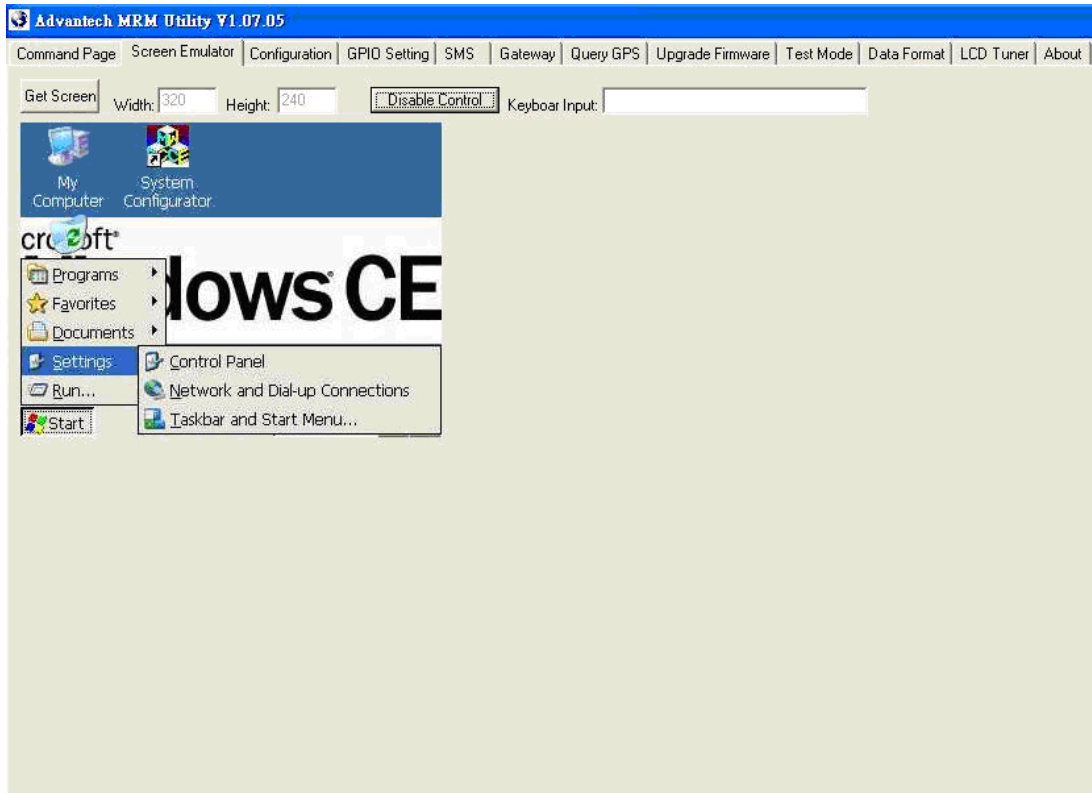 Advantech MRM Utility V1.07.05
Command Page Screen Emulator Configuration GPIO Setting SMS Gateway Query GPS Upgrade Firmware Test Mode Data Format LCD Tuner About
Get Screen Width: 320 Height: 240 Disable Control Keyboar Input:
My Computer
System Configurator
crosoft®
dows CE
Programs
Favorites
Documents
Settings
Run...
Control Panel
Network and Dial-up Connections
Taskbar and Start Menu...
Start